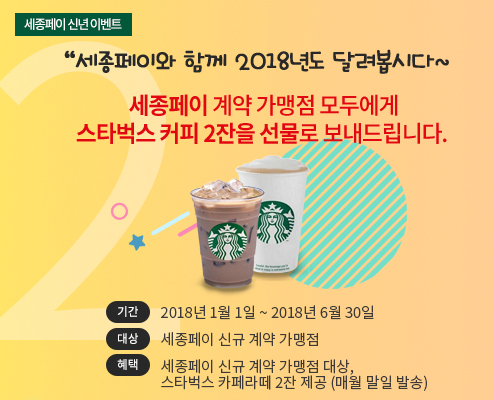 세종페이 신년 이벤트
“세종페이와 함께 2018년도 달려봅시다~
세종페이 계약 가맹점 모두에게
스타벅스 커피 2잔을 선물로 보내드립니다.
2
기간 2018년 1월 1일 ~ 2018년 6월 30일
대상 세종페이 신규 계약 가맹점
혜택 세종페이 신규 계약 가맹점 대상,
스타벅스 카페라떼 2잔 제공 (매월 말일 발송)